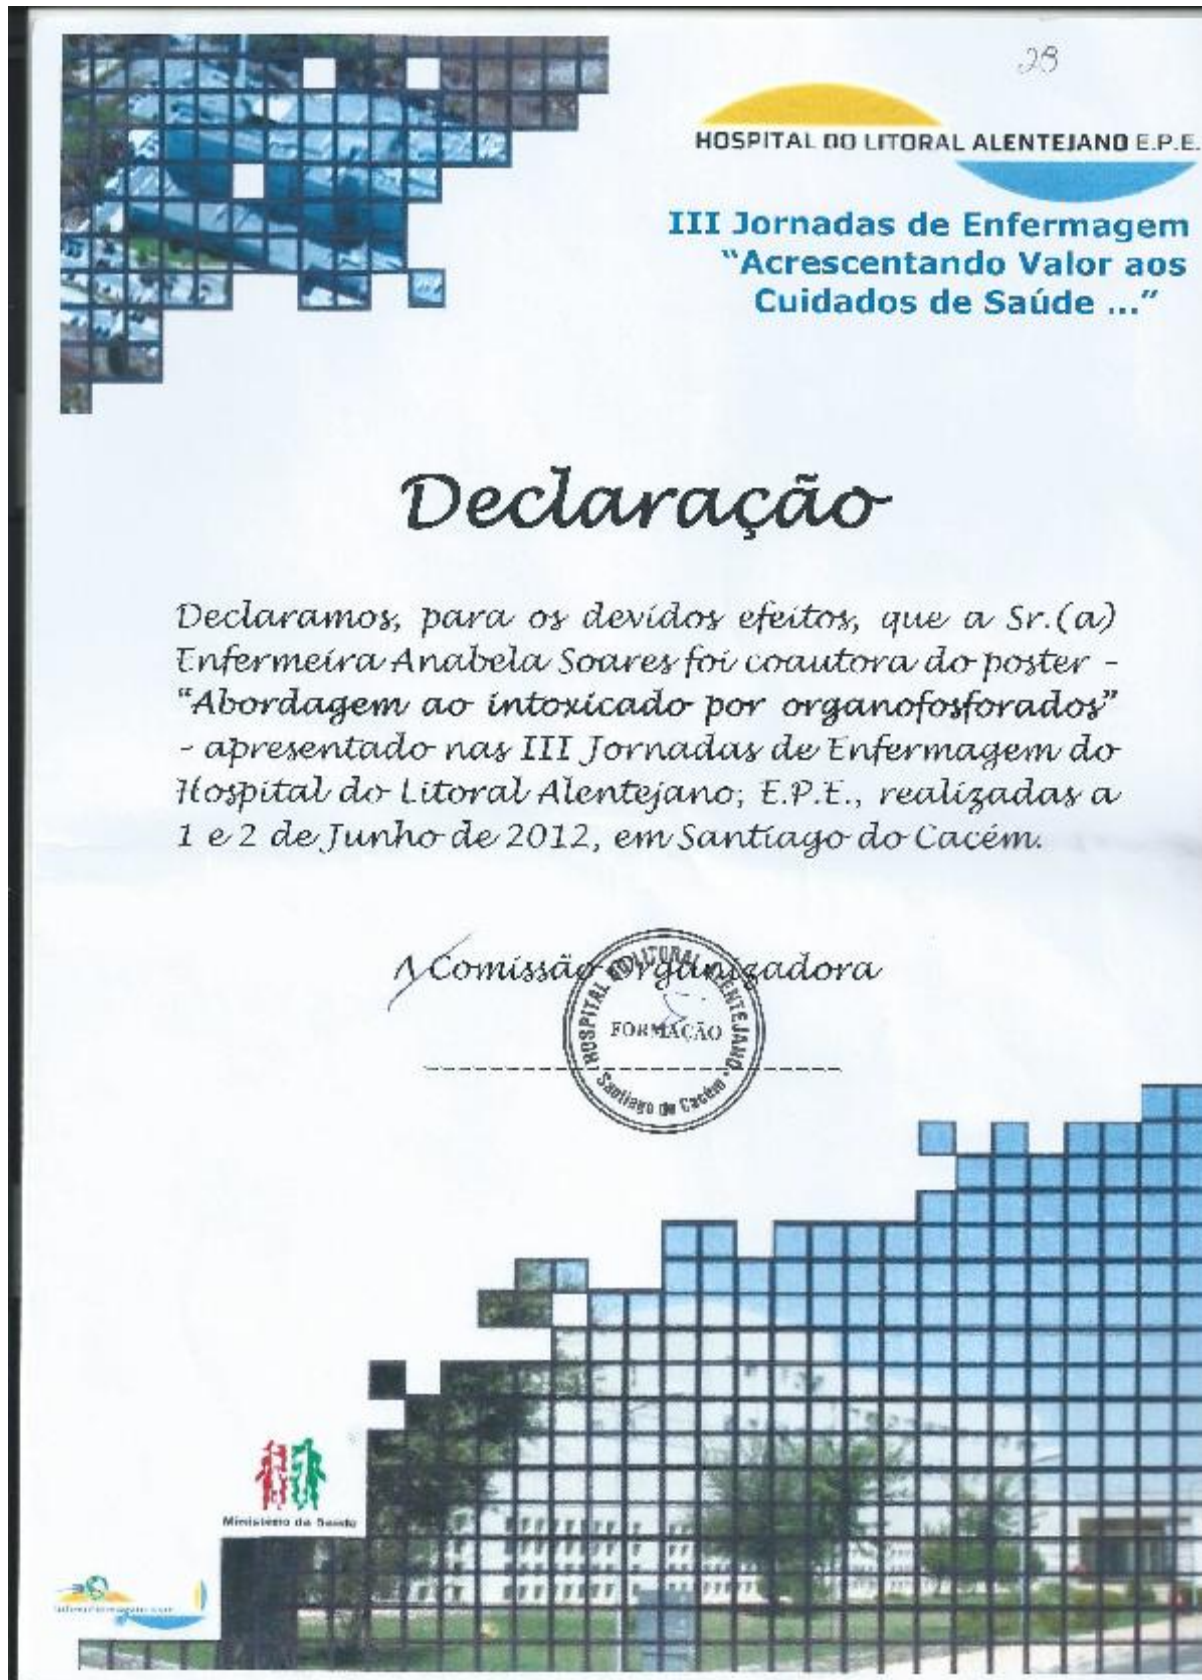 28
HOSPITAL DO LITORAL ALENTEJANO E.P.E.
III Jornadas de Enfermagem
“Acrescentando Valor aos
Cuidados de Saúde ...”
Declaração
Declaramos, para os devidos efeitos, que a Sr.(a)
Enfermeira Anabela Soares foi coautora do poster –
“Abordagem ao intoxicado por organofosforados”
– apresentado nas III Jornadas de Enfermagem do
Hospital do Litoral Alentejano, E.P.E., realizadas a
1 e 2 de Junho de 2012, em Santiago do Cacém.
A Comissão Organizadora
HOSPITAL DO LITORAL ALENTEJANO
FORMAÇÃO
Santiago do Cacém
Ministério da Saúde